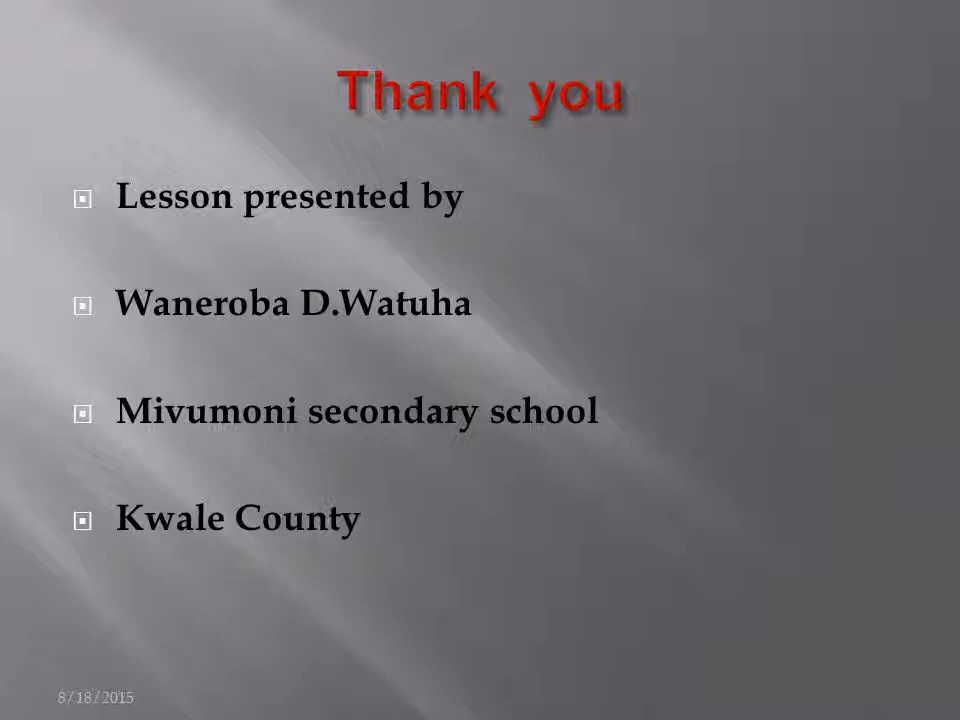 Thank you
Lesson presented by
Waneroba D.Watuha
Mivumoni secondary school
Kwale County
8/18/2015